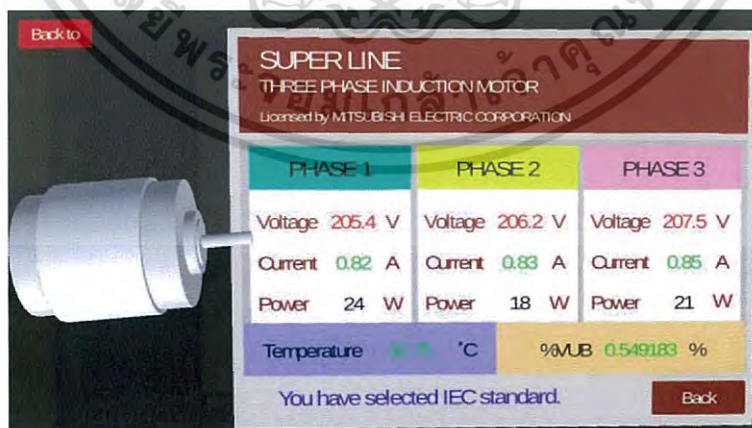 Back to
SUPER LINE
THREE PHASE INDUCTION MOTOR
Licensed by MITSUBISHI ELECTRIC CORPORATION
PHASE 1 PHASE 2 PHASE 3
Voltage 205.4 V Voltage 206.2 V Voltage 207.5 V
Current 0.82 A Current 0.83 A Current 0.85 A
Power 24 W Power 18 W Power 21 W
Temperature °C %VUB 0.549183 %
You have selected IEC standard.
Back